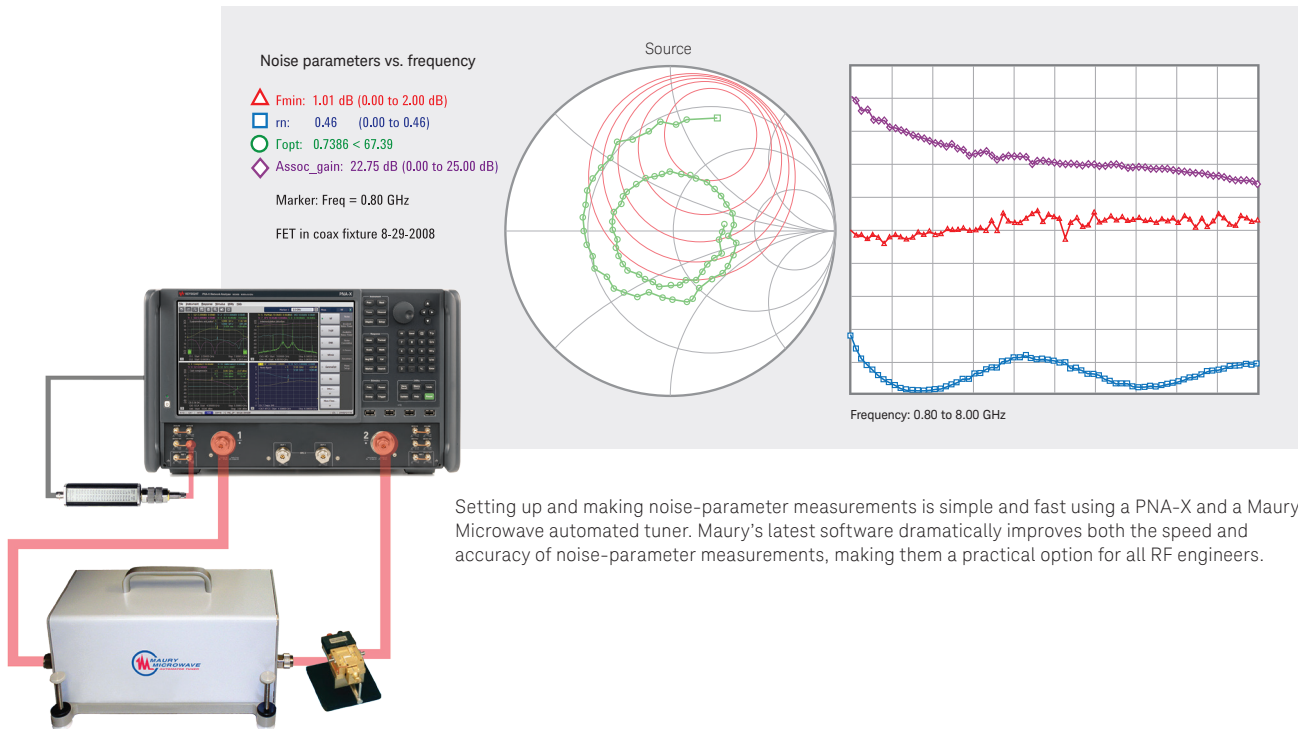 Noise parameters vs. frequency
Fmin: 1.01 dB (0.00 to 2.00 dB)
rn: 0.46 (0.00 to 0.46)
Γopt: 0.7386 < 67.39
Assoc_gain: 22.75 dB (0.00 to 25.00 dB)
Marker: Freq = 0.80 GHz
FET in coax fixture 8-29-2008
Source
Frequency: 0.80 to 8.00 GHz
PNA-X
1
2
Setting up and making noise-parameter measurements is simple and fast using a PNA-X and a Maury
Microwave automated tuner. Maury's latest software dramatically improves both the speed and
accuracy of noise-parameter measurements, making them a practical option for all RF engineers.
MAURY
MICROWAVE